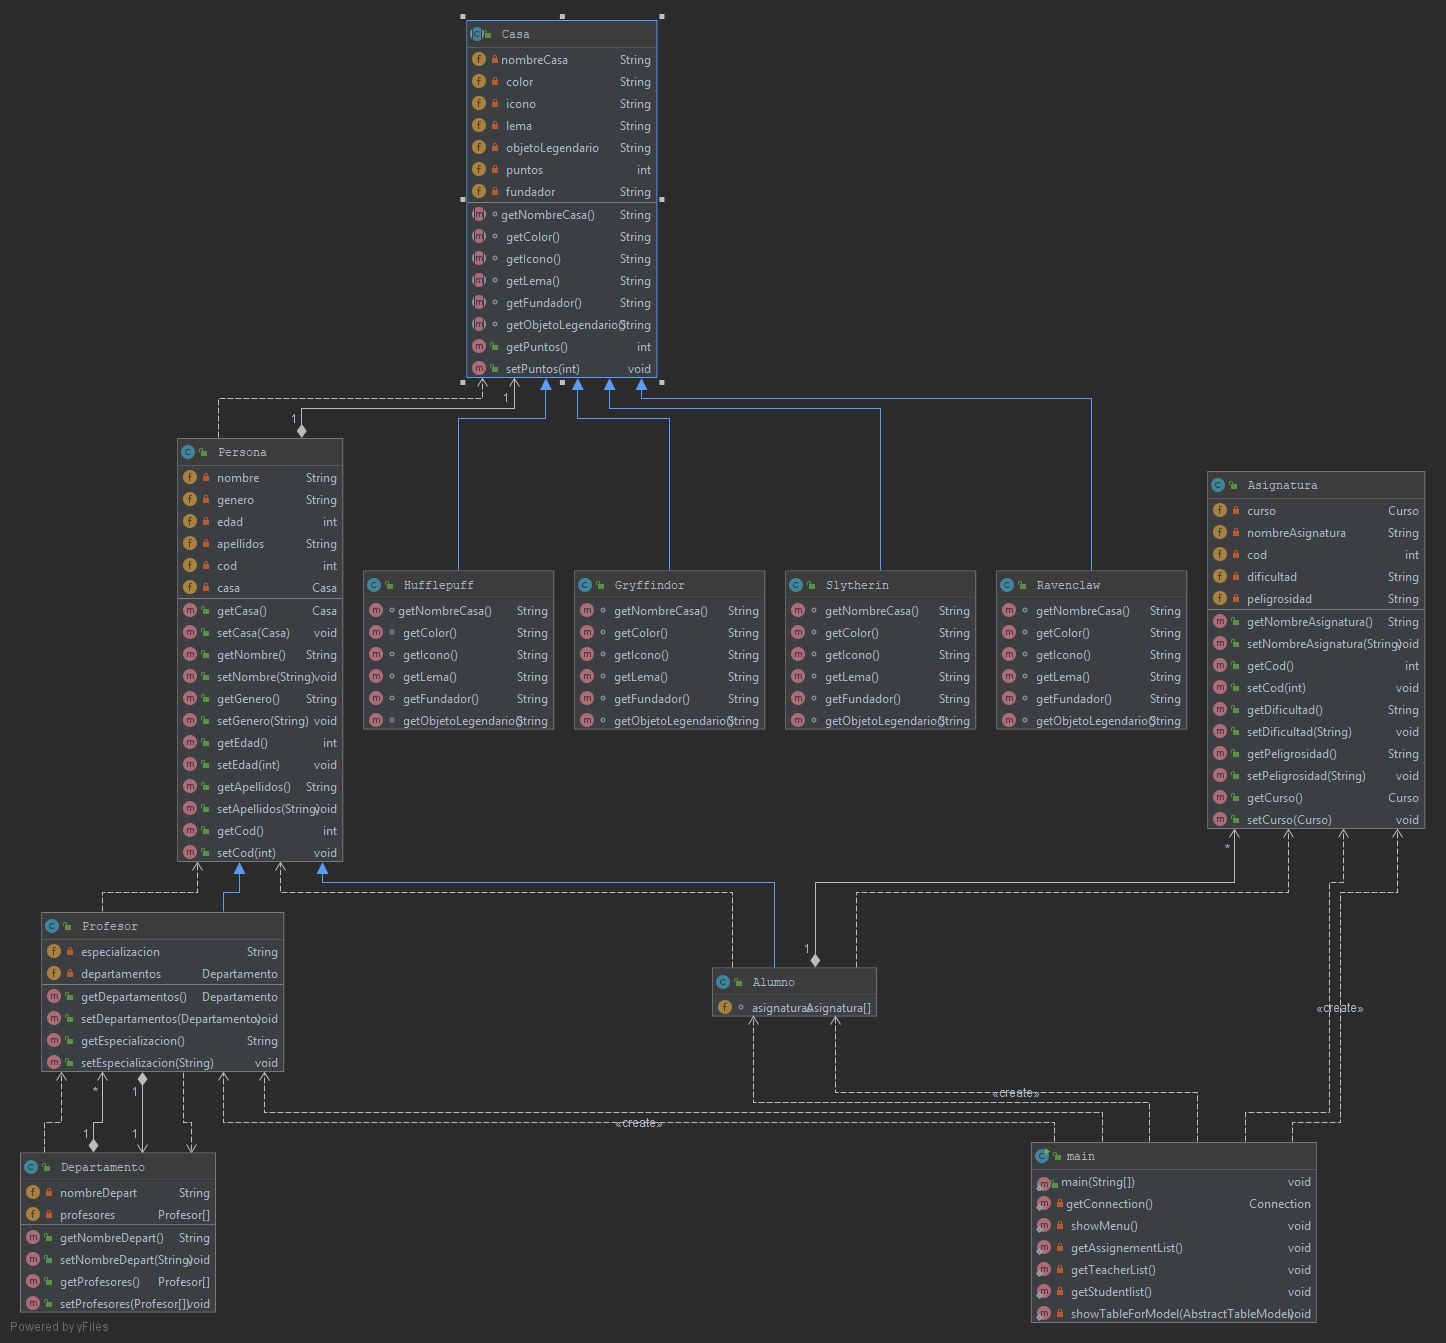 Casa
nombreCasa String
color String
icono String
lema String
objetoLegendario String
puntos int
fundador String
getNombreCasa() String
getColor() String
getIcono() String
getLema() String
getFundador() String
getObjetoLegendario() String
getPuntos() int
setPuntos(int) void
1
1
Persona
nombre String
genero String
edad int
apellidos String
cod int
casa Casa
getCasa() Casa
setCasa(Casa) void
getNombre() String
setNombre(String) void
getGenero() String
setGenero(String) void
getEdad() int
setEdad(int) void
getApellidos() String
setApellidos(String) void
getCod() int
setCod(int) void
Hufflepuff
getNombreCasa() String
getColor() String
getIcono() String
getLema() String
getFundador() String
getObjetoLegendario() String
Gryffindor
getNombreCasa() String
getColor() String
getIcono() String
getLema() String
getFundador() String
getObjetoLegendario() String
Slytherin
getNombreCasa() String
getColor() String
getIcono() String
getLema() String
getFundador() String
getObjetoLegendario() String
Ravenclaw
getNombreCasa() String
getColor() String
getIcono() String
getLema() String
getFundador() String
getObjetoLegendario() String
Asignatura
curso Curso
nombreAsignatura String
cod int
dificultad String
peligrosidad String
getNombreAsignatura() String
setNombreAsignatura(String) void
getCod() int
setCod(int) void
getDificultad() String
setDificultad(String) void
getPeligrosidad() String
setPeligrosidad(String) void
getCurso() Curso
setCurso(Curso) void
*
1
Profesor
especializacion String
departamentos Departamento
getDepartamentos() Departamento
setDepartamentos(Departamento) void
getEspecializacion() String
setEspecializacion(String) void
Alumno
asignaturas Asignatura[]
«create»
«create»
«create»
*
1
1
1
Departamento
nombreDepart String
profesores Profesor[]
getNombreDepart() String
setNombreDepart(String) void
getProfesores() Profesor[]
setProfesores(Profesor[]) void
main
main(String[]) void
getConnection() Connection
showMenu() void
getAssignementList() void
getTeacherList() void
getStudentlist() void
showTableForModel(AbstractTableModel) void
Powered by yFiles